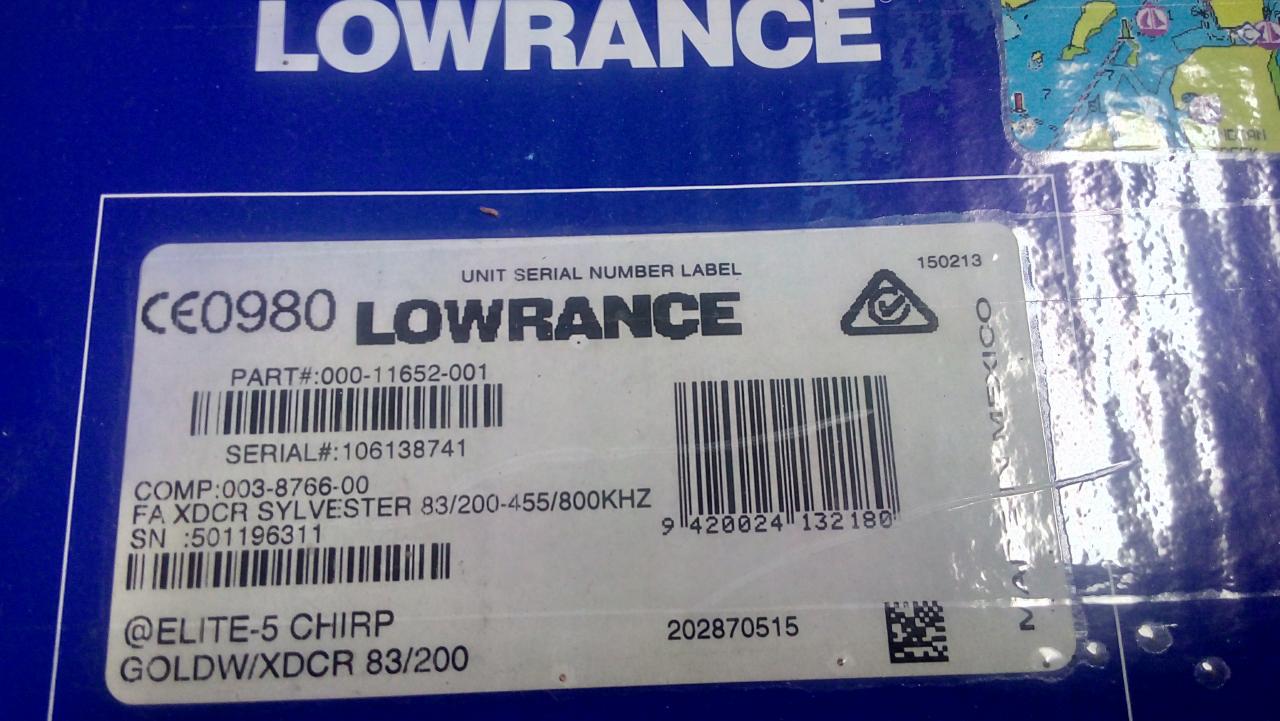 LOWRANCE
UNIT SERIAL NUMBER LABEL
150213
CE0980
LOWRANCE
PART#:000-11652-001
SERIAL#:106138741
COMP:003-8766-00
FA XDCR SYLVESTER 83/200-455/800KHZ
SN :501196311
9 420024 132180
@ELITE-5 CHIRP
GOLDW/XDCR 83/200
202870515
MEXICO
7